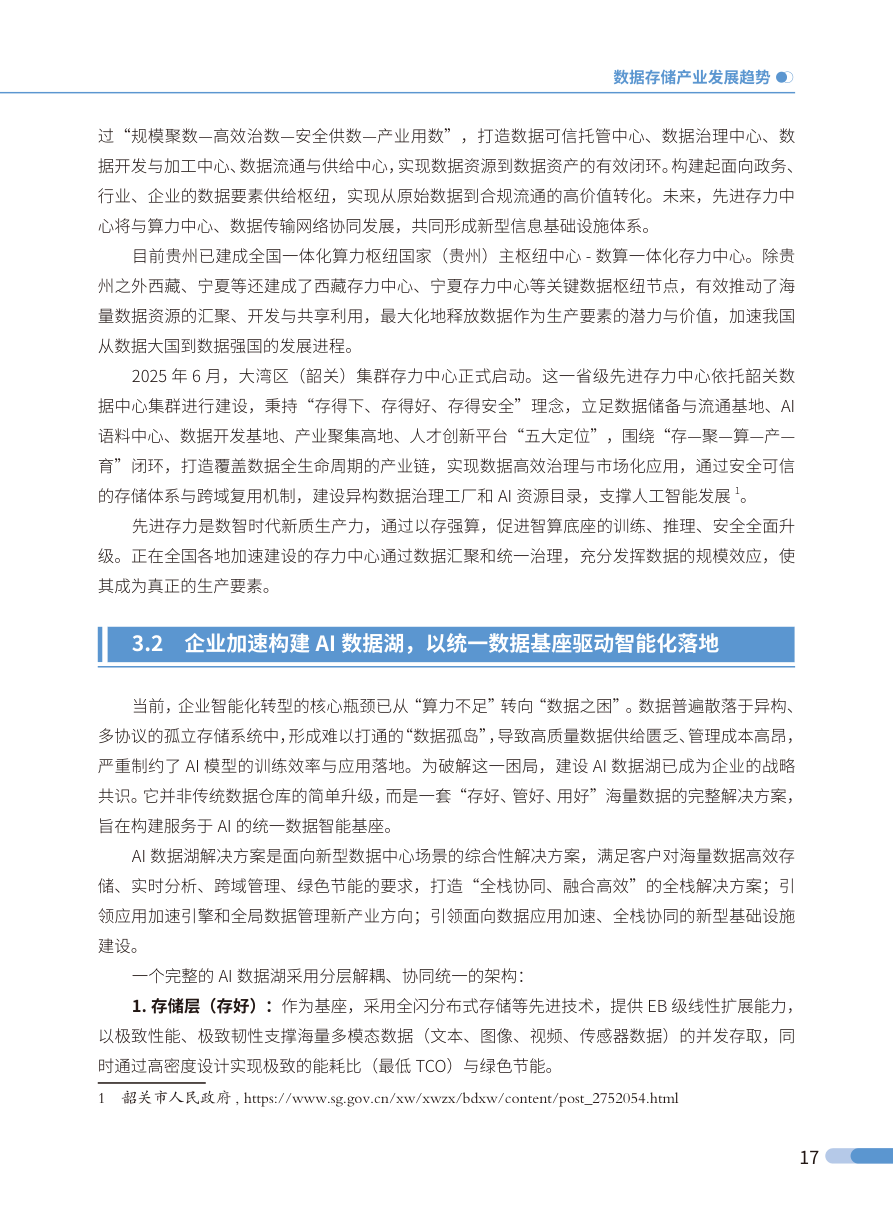 数据存储产业发展趋势
过“规模聚数—高效治数—安全供数—产业用数”，打造数据可信托管中心、数据治理中心、数
据开发与加工中心、数据流通与供给中心，实现数据资源到数据资产的有效闭环。构建起面向政务、
行业、企业的数据要素供给枢纽，实现从原始数据到合规流通的高价值转化。未来，先进存力中
心将与算力中心、数据传输网络协同发展，共同形成新型信息基础设施体系。
目前贵州已建成全国一体化算力枢纽国家（贵州）主枢纽中心 - 数算一体化存力中心。除贵
州之外西藏、宁夏等还建成了西藏存力中心、宁夏存力中心等关键数据枢纽节点，有效推动了海
量数据资源的汇聚、开发与共享利用，最大化地释放数据作为生产要素的潜力与价值，加速我国
从数据大国到数据强国的发展进程。
2025 年 6 月，大湾区（韶关）集群存力中心正式启动。这一省级先进存力中心依托韶关数
据中心集群进行建设，秉持“存得下、存得好、存得安全”理念，立足数据储备与流通基地、AI
语料中心、数据开发基地、产业聚集高地、人才创新平台“五大定位”，围绕“存—聚—算—产—
育”闭环，打造覆盖数据全生命周期的产业链，实现数据高效治理与市场化应用，通过安全可信
的存储体系与跨域复用机制，建设异构数据治理工厂和 AI 资源目录，支撑人工智能发展 1。
先进存力是数智时代新质生产力，通过以存强算，促进智算底座的训练、推理、安全全面升
级。正在全国各地加速建设的存力中心通过数据汇聚和统一治理，充分发挥数据的规模效应，使
其成为真正的生产要素。
3.2 企业加速构建 AI 数据湖，以统一数据基座驱动智能化落地
当前，企业智能化转型的核心瓶颈已从“算力不足”转向“数据之困”。数据普遍散落于异构、
多协议的孤立存储系统中，形成难以打通的“数据孤岛”，导致高质量数据供给匮乏、管理成本高昂，
严重制约了 AI 模型的训练效率与应用落地。为破解这一困局，建设 AI 数据湖已成为企业的战略
共识。它并非传统数据仓库的简单升级，而是一套“存好、管好、用好”海量数据的完整解决方案，
旨在构建服务于 AI 的统一数据智能基座。
AI 数据湖解决方案是面向新型数据中心场景的综合性解决方案，满足客户对海量数据高效存
储、实时分析、跨域管理、绿色节能的要求，打造“全栈协同、融合高效”的全栈解决方案；引
领应用加速引擎和全局数据管理新产业方向；引领面向数据应用加速、全栈协同的新型基础设施
建设。
一个完整的 AI 数据湖采用分层解耦、协同统一的架构：
1. 存储层（存好）：作为基座，采用全闪分布式存储等先进技术，提供 EB 级线性扩展能力，
以极致性能、极致韧性支撑海量多模态数据（文本、图像、视频、传感器数据）的并发存取，同
时通过高密度设计实现极致的能耗比（最低 TCO）与绿色节能。
1 韶关市人民政府 , https://www.sg.gov.cn/xw/xwzx/bdxw/content/post_2752054.html
17